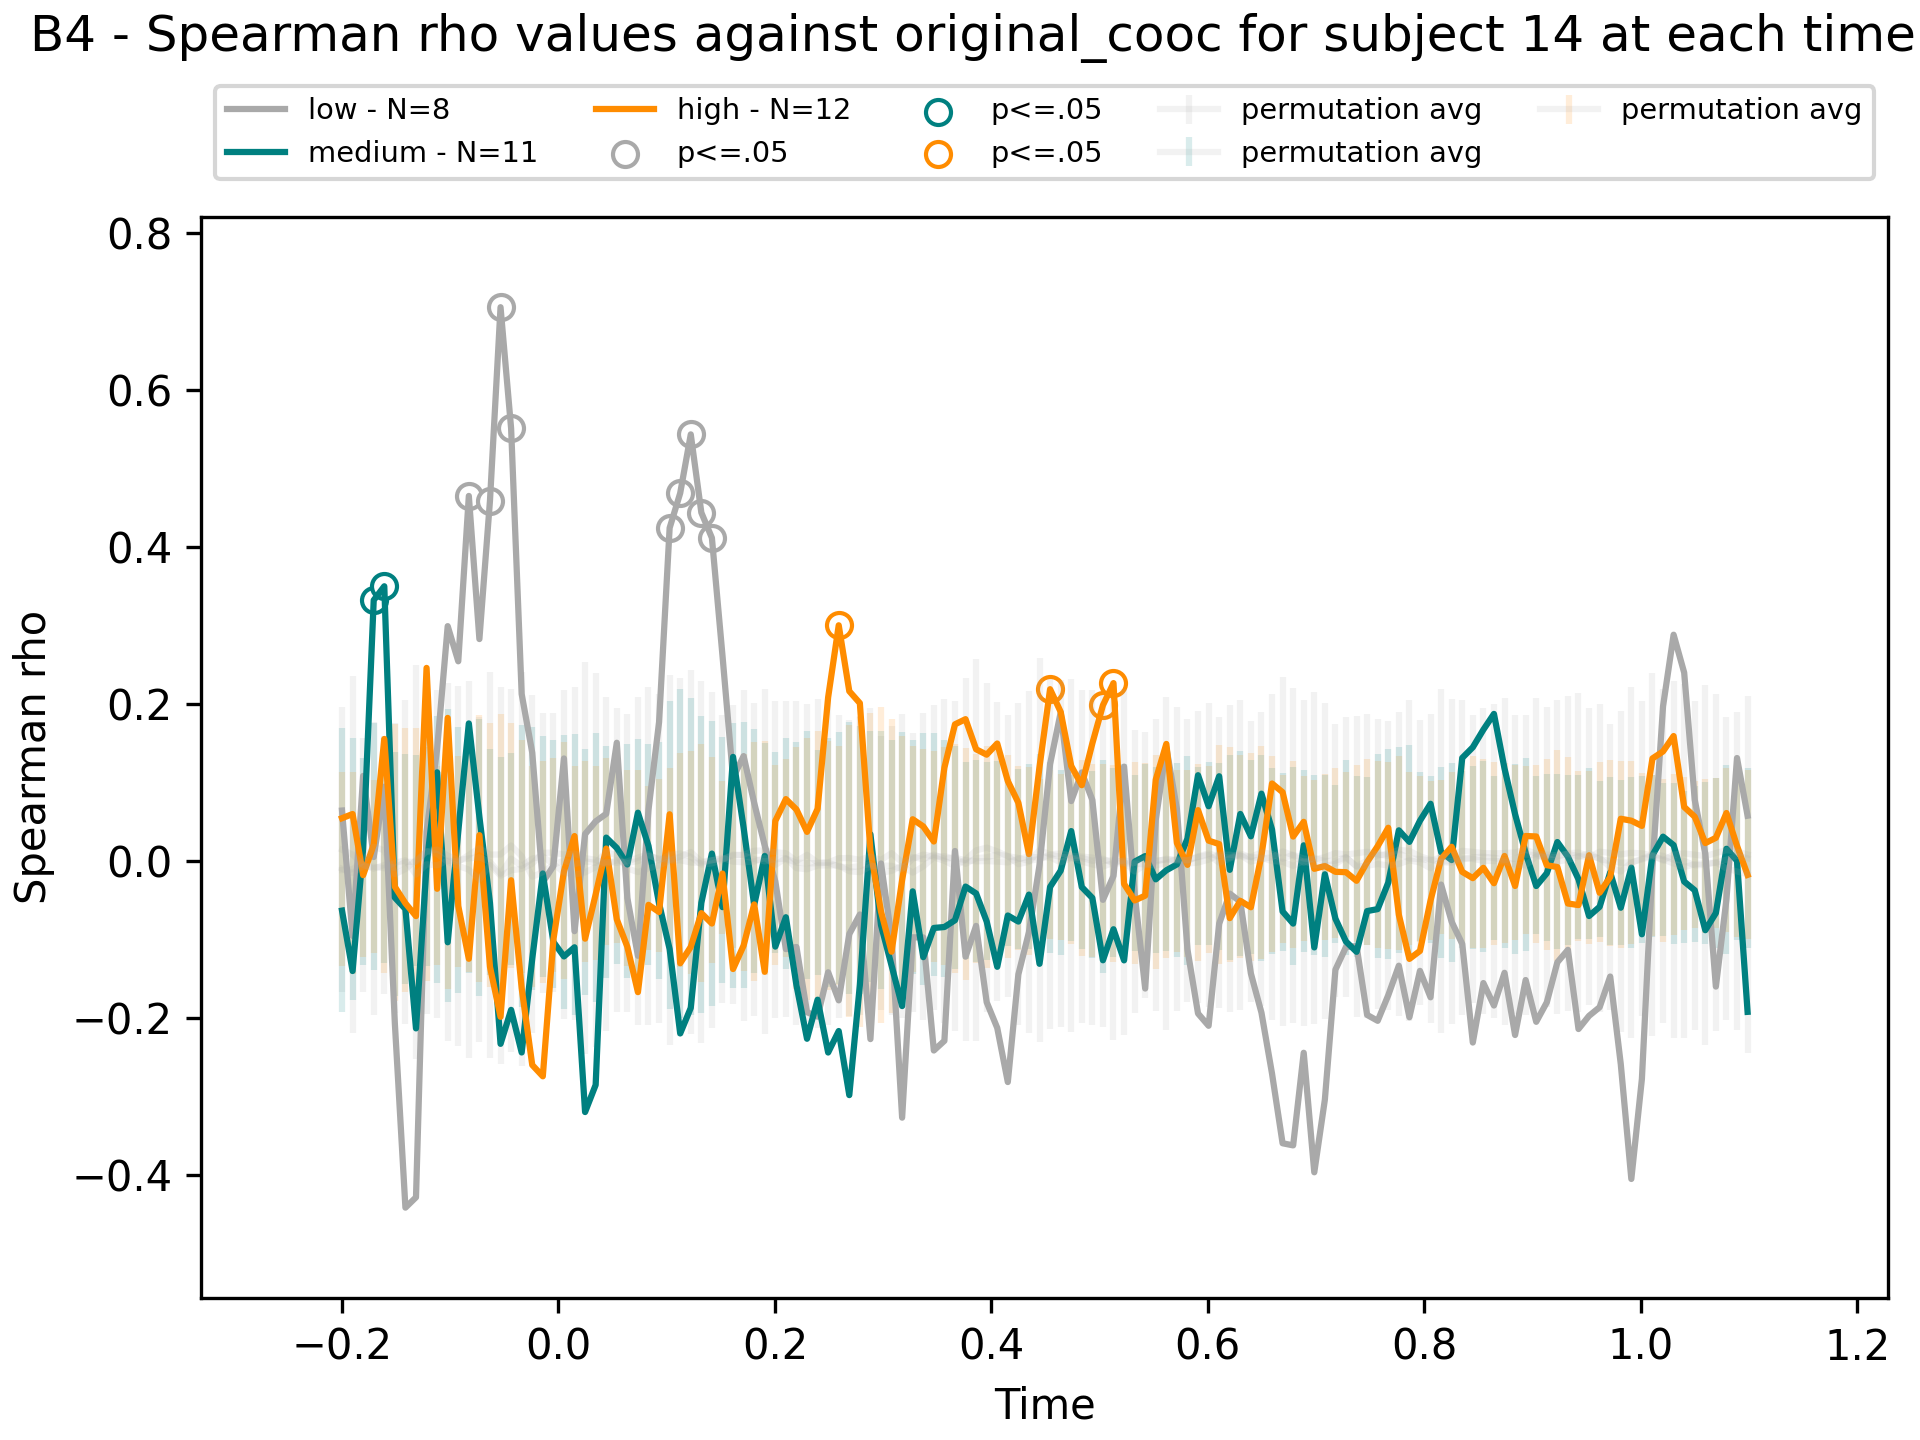 B4 - Spearman rho values against original_cooc for subject 14 at each time
low - N=8
medium - N=11
high - N=12
p<=.05
p<=.05
p<=.05
permutation avg
permutation avg
permutation avg
0.8
0.6
0.4
0.2
0.0
−0.2
−0.4
Spearman rho
−0.2 0.0 0.2 0.4 0.6 0.8 1.0 1.2
Time